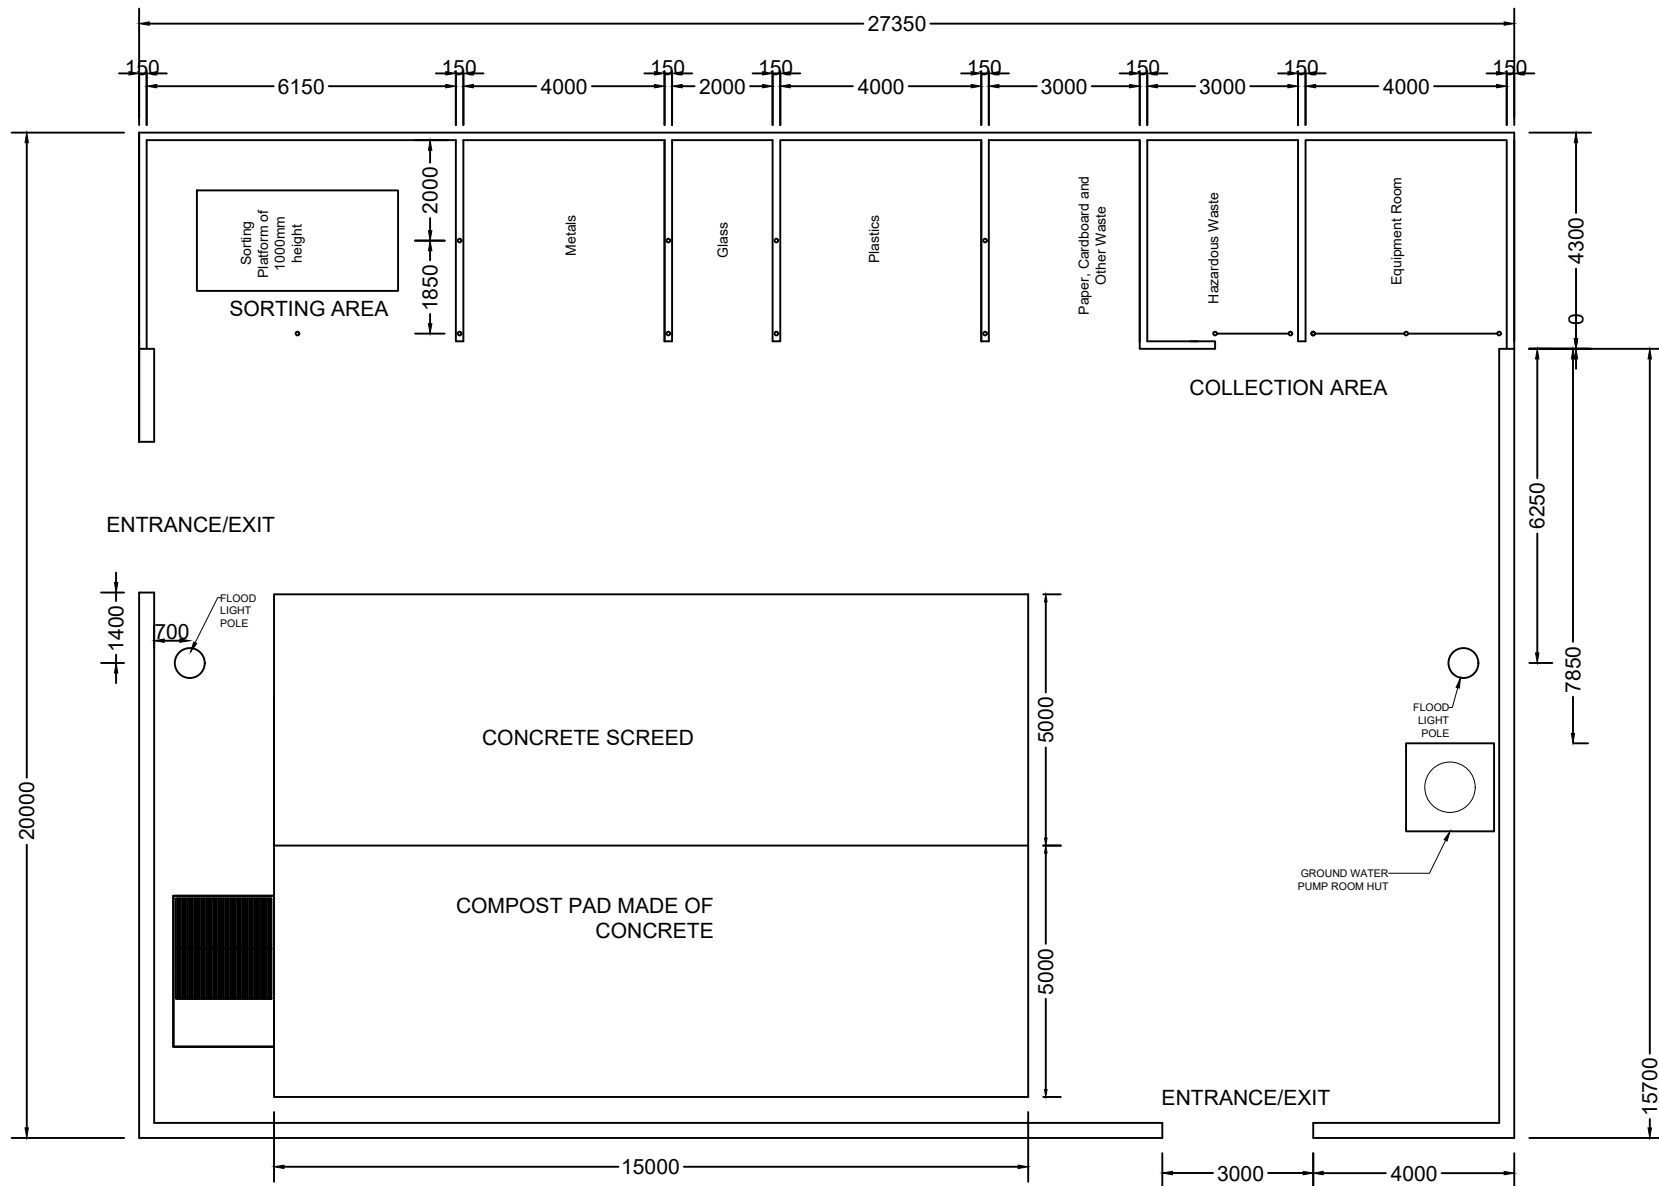 27350
150
150
150
150
150
150
150
150
6150
4000
2000
4000
3000
3000
4000
2000
1850
Sorting
Platform of
1000mm
height
SORTING AREA
Metals
Glass
Plastics
Paper, Cardboard and
Other Waste
Hazardous Waste
Equipment Room
4300
0
COLLECTION AREA
ENTRANCE/EXIT
6250
7850
1400
700
FLOOD
LIGHT
POLE
CONCRETE SCREED
5000
FLOOD
LIGHT
POLE
20000
GROUND WATER
PUMP ROOM HUT
COMPOST PAD MADE OF
CONCRETE
5000
15700
ENTRANCE/EXIT
15000
3000
4000